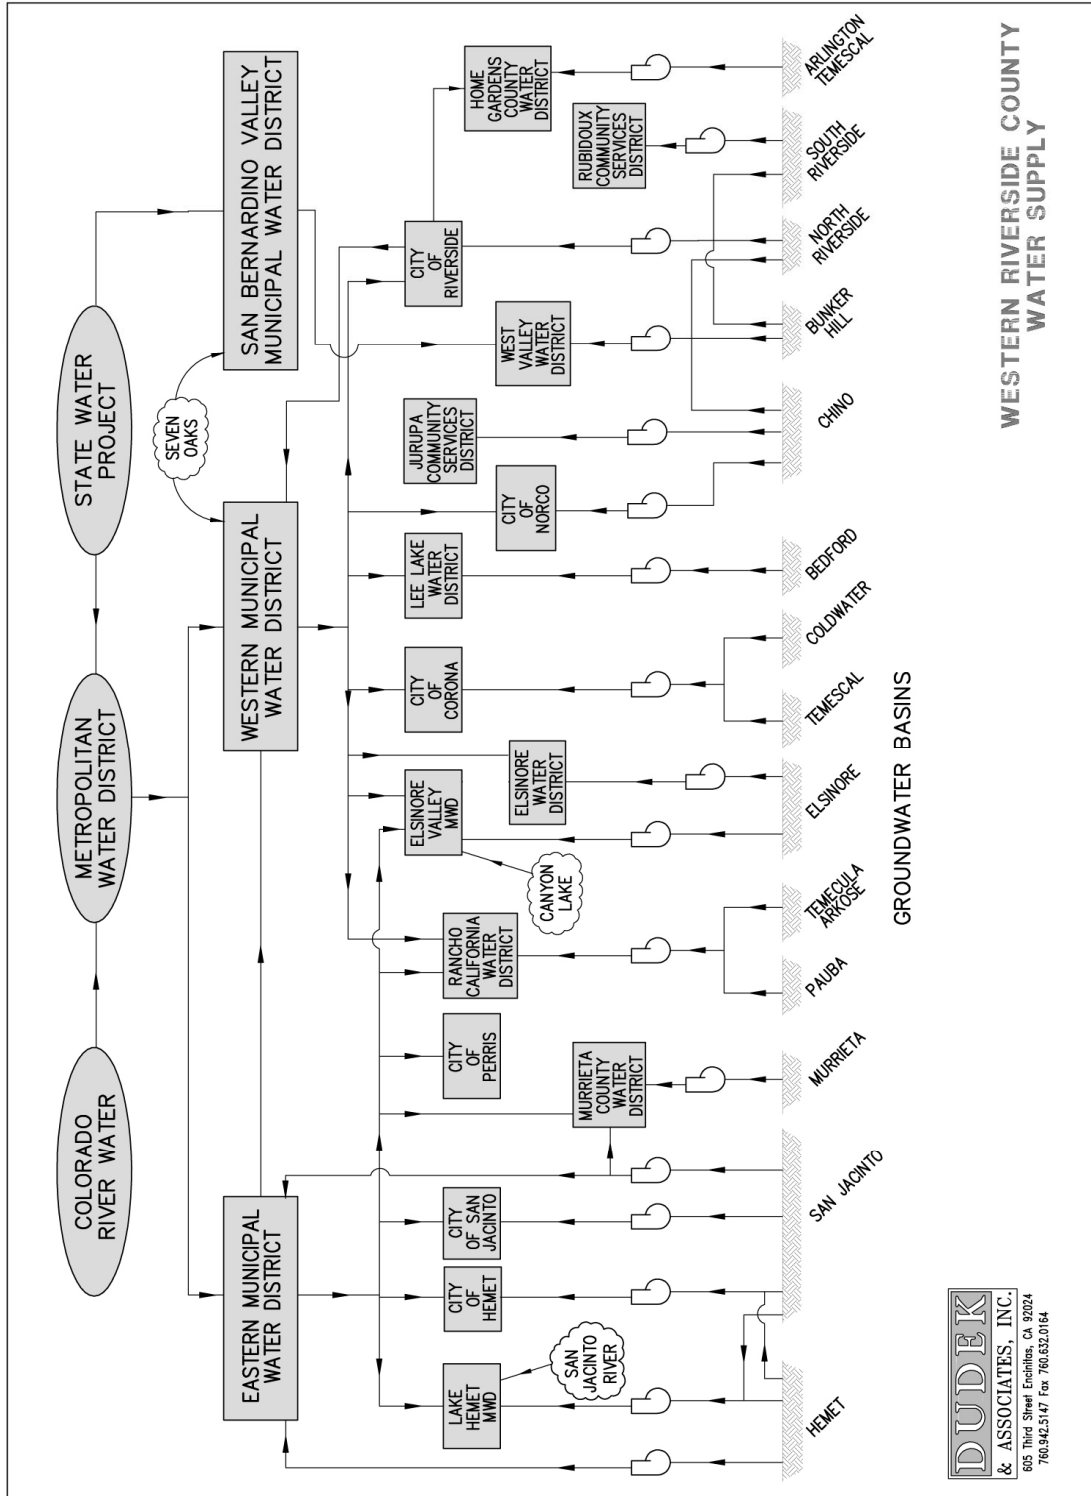 COLORADO
RIVER WATER
METROPOLITAN
WATER DISTRICT
STATE WATER
PROJECT
SEVEN
OAKS
EASTERN MUNICIPAL
WATER DISTRICT
WESTERN MUNICIPAL
WATER DISTRICT
SAN BERNARDINO VALLEY
MUNICIPAL WATER DISTRICT
LAKE
HEMET
MWD
CITY
OF
HEMET
CITY
OF SAN
JACINTO
CITY
OF
PERRIS
RANCHO
CALIFORNIA
WATER
DISTRICT
ELSINORE
VALLEY
MWD
CITY
OF
CORONA
LEE LAKE
WATER
DISTRICT
CITY
OF
NORCO
JURUPA
COMMUNITY
SERVICES
DISTRICT
WEST
VALLEY
WATER
DISTRICT
CITY
OF
RIVERSIDE
HOME
GARDENS
COUNTY
WATER
DISTRICT
SAN
JACINTO
RIVER
MURRIETA
COUNTY
WATER
DISTRICT
CANYON
LAKE
ELSINORE
WATER
DISTRICT
RUBIDOUX
COMMUNITY
SERVICES
DISTRICT
HEMET
SAN JACINTO
MURRIETA
PAUBA
TEMECULA
ARKOSE
ELSINORE
TEMESCAL
COLDWATER
BEDFORD
CHINO
BUNKER
HILL
NORTH
RIVERSIDE
SOUTH
RIVERSIDE
ARLINGTON
TEMESCAL
GROUNDWATER BASINS
DUDEK
& ASSOCIATES, INC.
605 Third Street Encinitas, CA 92024
760.942.5147 Fax 760.632.0164
WESTERN RIVERSIDE COUNTY
WATER SUPPLY